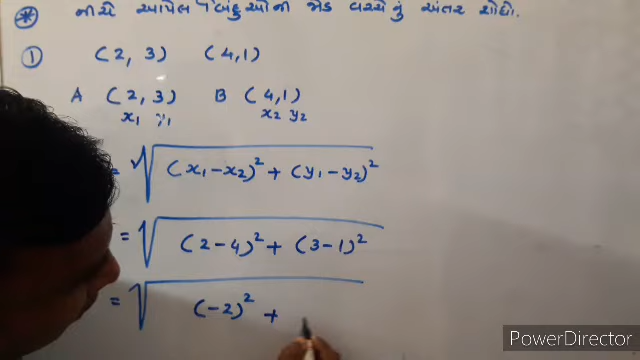 * નીચે આપેલ બિંદુઓની જોડ વચ્ચેનું અંતર શોધો.
① (2, 3) (4,1)
A (2, 3) B (4,1)
x₁ y₁ x₂ y₂
= √(x₁-x₂)² + (y₁-y₂)²
= √(2-4)² + (3-1)²
= √(-2)² +
PowerDirector